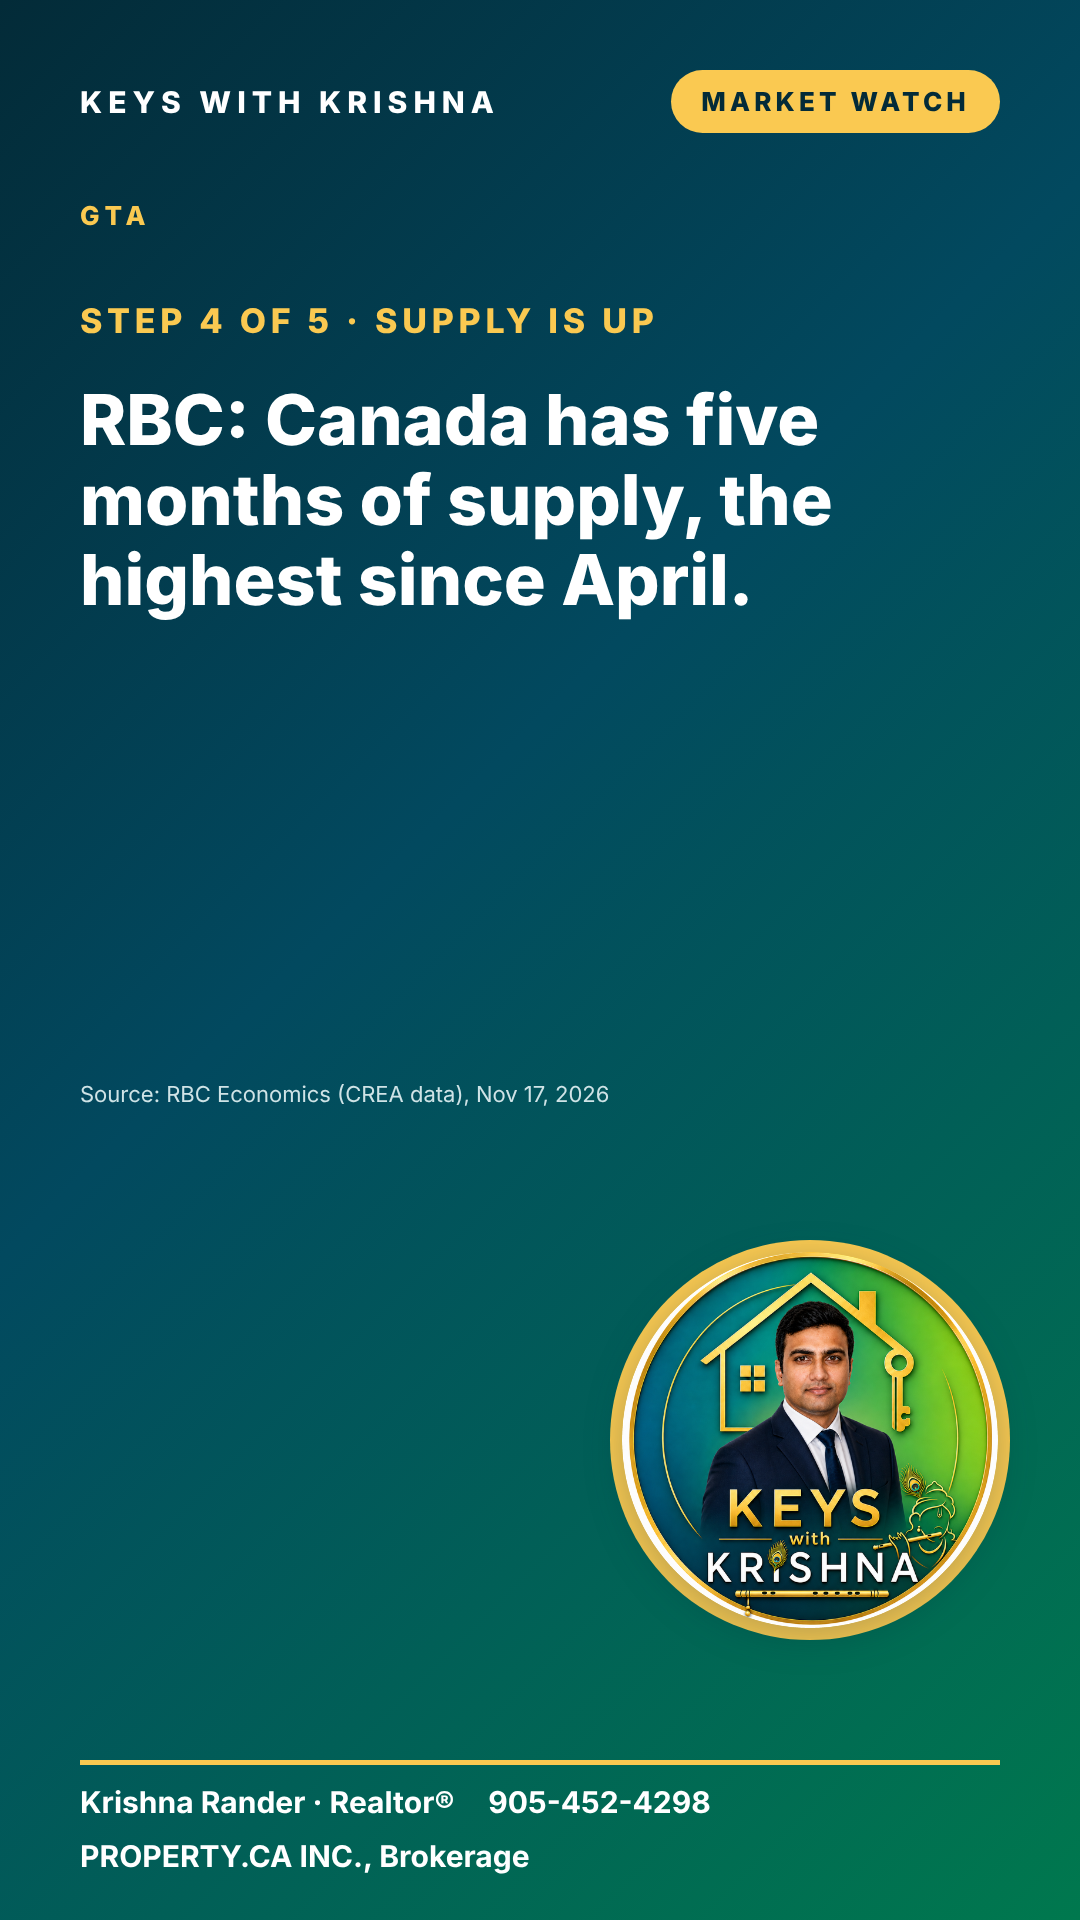 KEYS WITH KRISHNA
MARKET WATCH
GTA
STEP 4 OF 5 · SUPPLY IS UP
RBC: Canada has five
months of supply, the
highest since April.
Source: RBC Economics (CREA data), Nov 17, 2026
KEYS
with
KRISHNA
Krishna Rander · Realtor® 905-452-4298
PROPERTY.CA INC., Brokerage